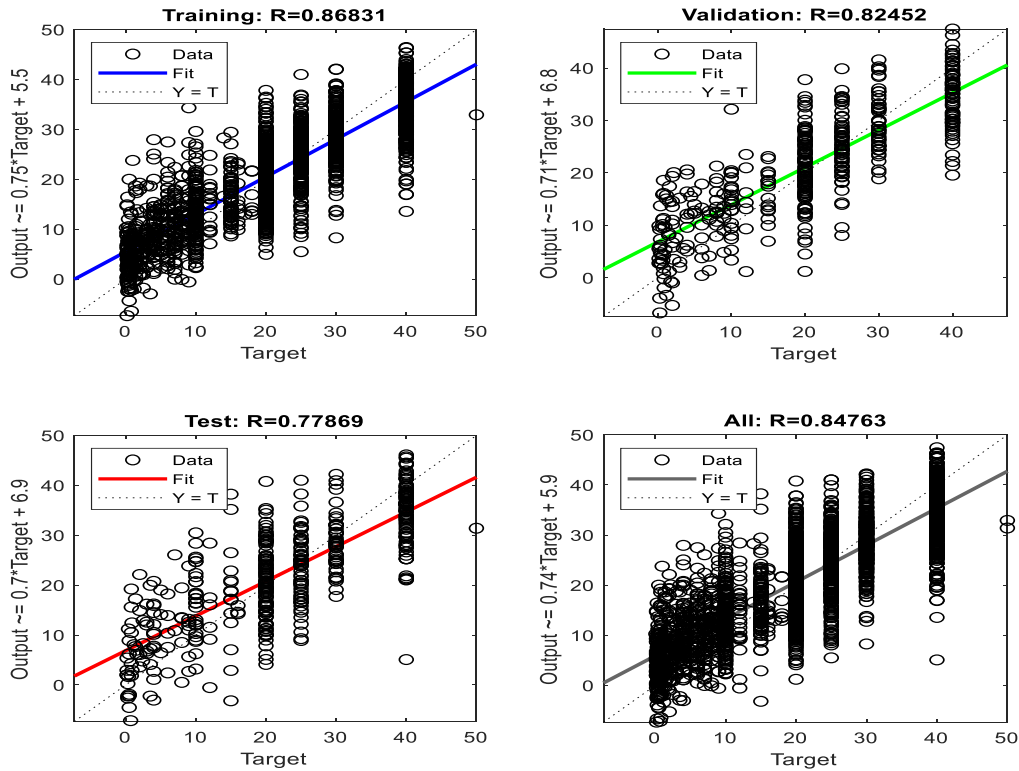 Training: R=0.86831
Output ~= 0.75*Target + 5.5
50
40
30
20
10
0
Data
Fit
Y = T
0 10 20 30 40 50
Target
Validation: R=0.82452
Output ~= 0.71*Target + 6.8
40
30
20
10
0
Data
Fit
Y = T
0 10 20 30 40
Target
Test: R=0.77869
Output ~= 0.7*Target + 6.9
50
40
30
20
10
0
Data
Fit
Y = T
0 10 20 30 40 50
Target
All: R=0.84763
Output ~= 0.74*Target + 5.9
50
40
30
20
10
0
Data
Fit
Y = T
0 10 20 30 40 50
Target